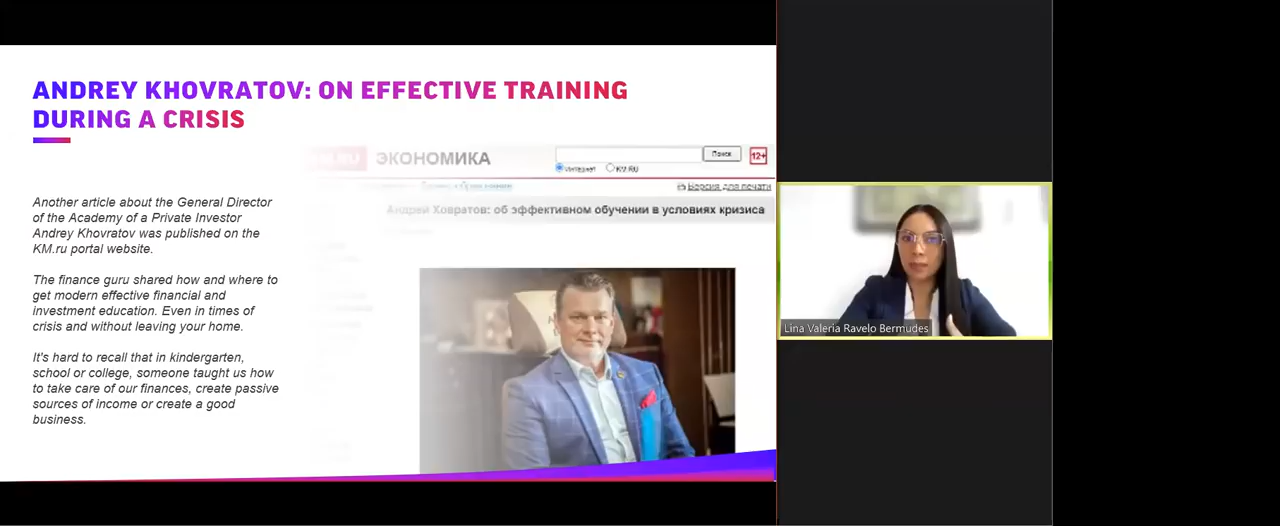 ANDREY KHOVRATOV: ON EFFECTIVE TRAINING
DURING A CRISIS
KM.RU ЭКОНОМИКА
Поиск
12+
Интернет KM.RU
Версия для печати
Андрей Ховратов: об эффективном обучении в условиях кризиса
Another article about the General Director
of the Academy of a Private Investor
Andrey Khovratov was published on the
KM.ru portal website.
The finance guru shared how and where to
get modern effective financial and
investment education. Even in times of
crisis and without leaving your home.
It's hard to recall that in kindergarten,
school or college, someone taught us how
to take care of our finances, create passive
sources of income or create a good
business.
Lina Valeria Ravelo Bermudes